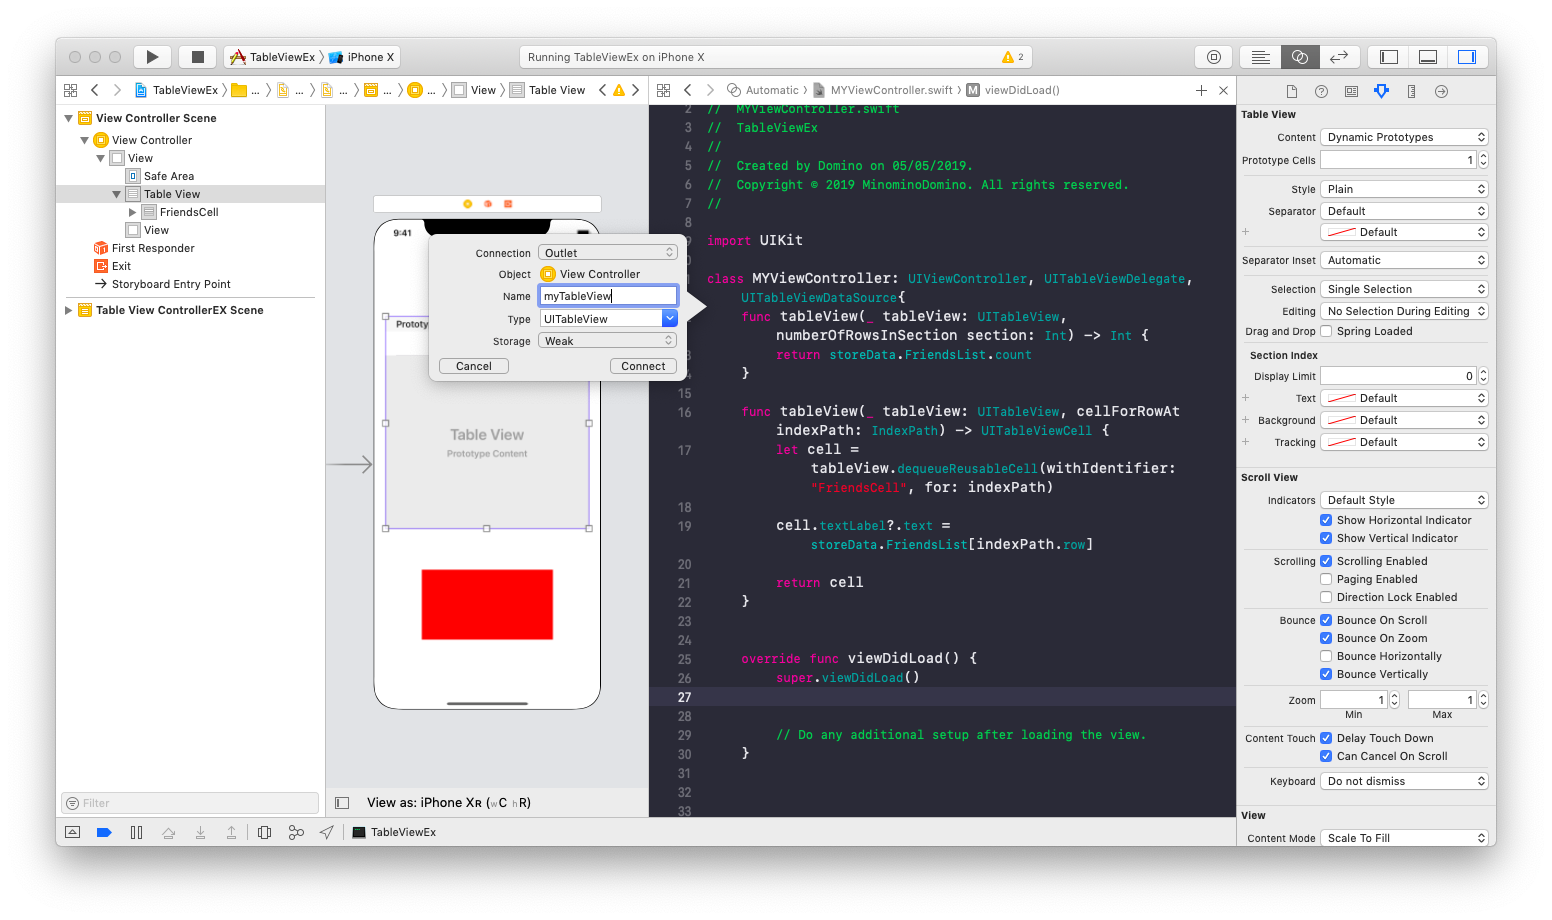 TableViewEx
iPhone X
Running TableViewEx on iPhone X
2
TableViewEx
...
...
...
...
...
View
Table View
Automatic
MYViewController.swift
M
viewDidLoad()
View Controller Scene
View Controller
View
Safe Area
Table View
FriendsCell
View
First Responder
Exit
Storyboard Entry Point
Table View ControllerEX Scene
Filter
9:41
Table View
Prototype Content
View as: iPhone XR (wC hR)
Connection
Outlet
Object
View Controller
Name
myTableView
Type
UITableView
Storage
Weak
Cancel
Connect
2 // MYViewController.swift
3 // TableViewEx
4 //
5 // Created by Domino on 05/05/2019.
6 // Copyright © 2019 MinominoDomino. All rights reserved.
7 //
8
import UIKit
class MYViewController: UIViewController, UITableViewDelegate,
UITableViewDataSource{
func tableView(_ tableView: UITableView,
numberOfRowsInSection section: Int) -> Int {
return storeData.FriendsList.count
}
15
16 func tableView(_ tableView: UITableView, cellForRowAt
indexPath: IndexPath) -> UITableViewCell {
17 let cell =
tableView.dequeueReusableCell(withIdentifier:
"FriendsCell", for: indexPath)
18
19 cell.textLabel?.text =
storeData.FriendsList[indexPath.row]
20
21 return cell
22 }
23
24
25 override func viewDidLoad() {
26 super.viewDidLoad()
27
28
29 // Do any additional setup after loading the view.
30 }
31
32
33
Table View
Content Dynamic Prototypes
Prototype Cells 1
Style Plain
Separator Default
Default
Separator Inset Automatic
Selection Single Selection
Editing No Selection During Editing
Drag and Drop Spring Loaded
Section Index
Display Limit 0
Text Default
Background Default
Tracking Default
Scroll View
Indicators Default Style
Show Horizontal Indicator
Show Vertical Indicator
Scrolling Scrolling Enabled
Paging Enabled
Direction Lock Enabled
Bounce Bounce On Scroll
Bounce On Zoom
Bounce Horizontally
Bounce Vertically
Zoom 1 1
Min Max
Content Touch Delay Touch Down
Can Cancel On Scroll
Keyboard Do not dismiss
View
Content Mode Scale To Fill
TableViewEx